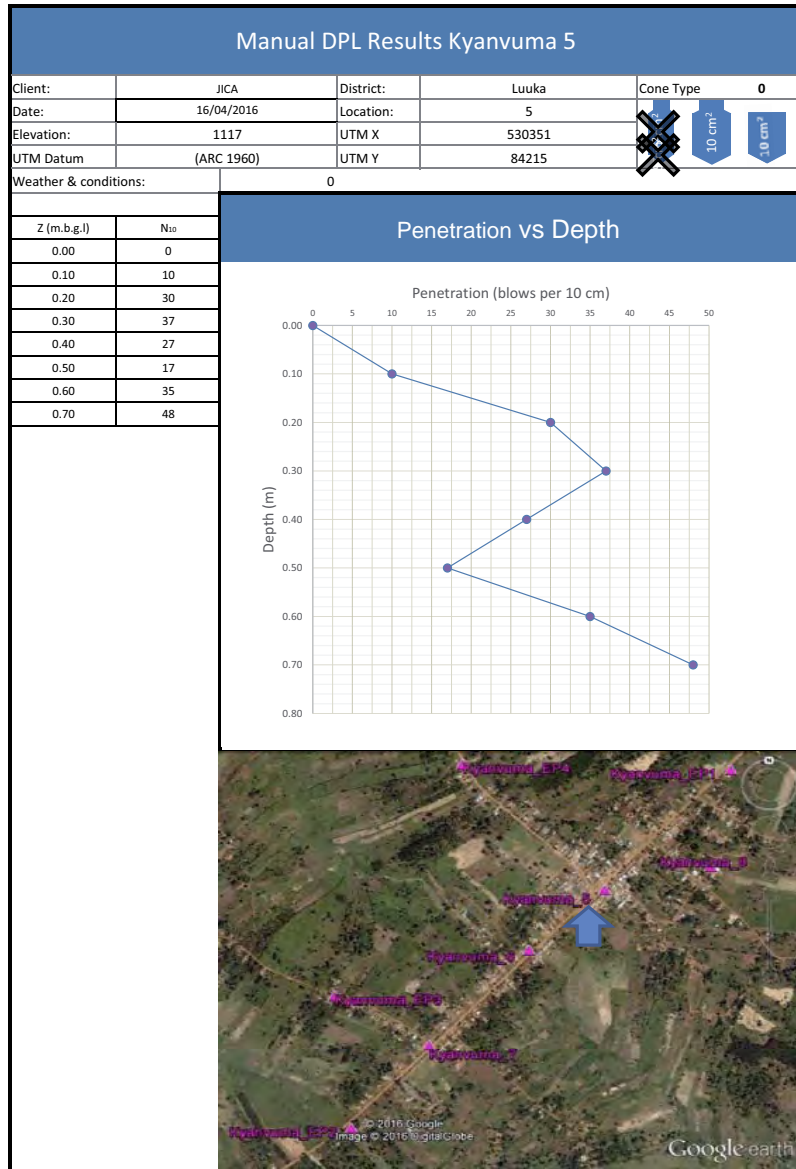 Manual DPL Results Kyanvuma 5
Client: JICA District: Luuka Cone Type 0
Date: 16/04/2016 Location: 5
Elevation: 1117 UTM X 530351
UTM Datum (ARC 1960) UTM Y 84215
10 cm²
10 cm²
Weather & conditions: 0
Z (m.b.g.l) N10
0.00 0
0.10 10
0.20 30
0.30 37
0.40 27
0.50 17
0.60 35
0.70 48
Penetration vs Depth
Penetration (blows per 10 cm)
0 5 10 15 20 25 30 35 40 45 50
Depth (m)
0.00
0.10
0.20
0.30
0.40
0.50
0.60
0.70
0.80
Kyanvuma_EP4
Kyanvuma_EP1
Kyanvuma_5
Kyanvuma_7
© 2016 Google
Image © 2016 DigitalGlobe
Google earth